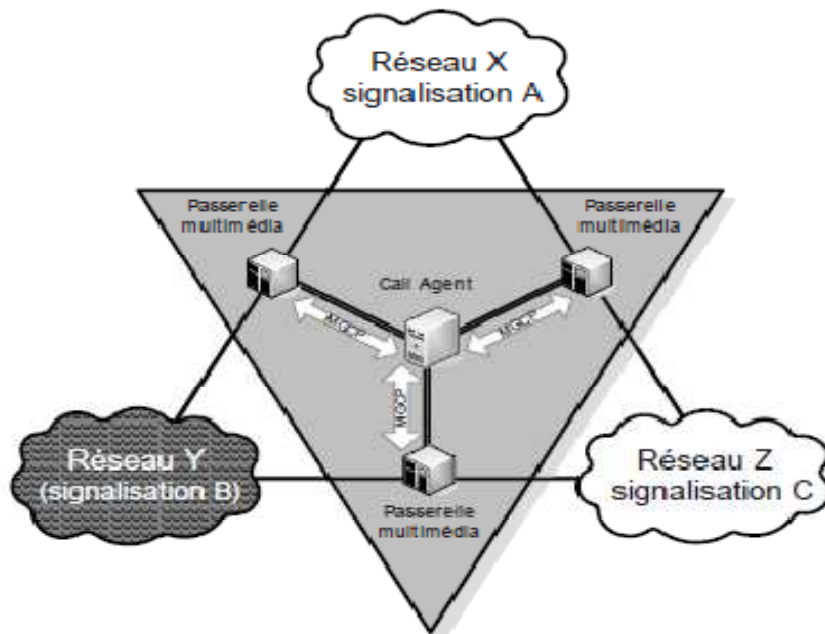 Réseau X
signalisation A
Passerelle
multimédia
Passerelle
multimédia
Call Agent
MGCP
MGCP
MGCP
Réseau Y
(signalisation B)
Réseau Z
signalisation C
Passerelle
multimédia